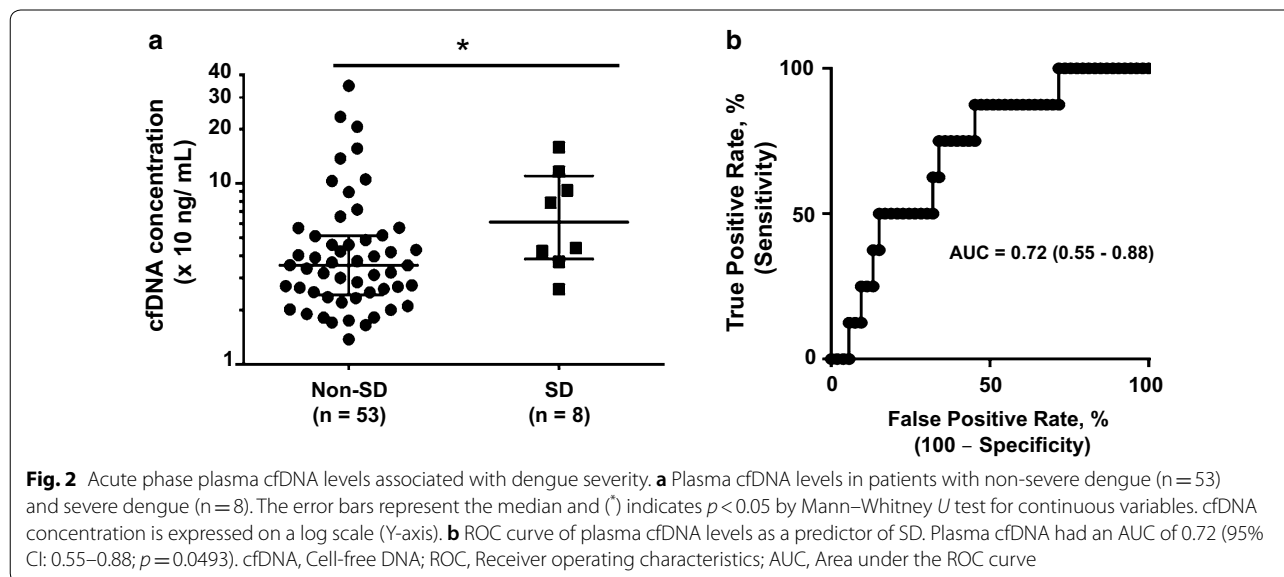 a
*
cfDNA concentration
(x 10 ng/ mL)
40
30
20
10
1
Non-SD
(n = 53)
SD
(n = 8)
b
True Positive Rate, %
(Sensitivity)
100
50
0
AUC = 0.72 (0.55 - 0.88)
0
50
100
False Positive Rate, %
(100 – Specificity)
Fig. 2 Acute phase plasma cfDNA levels associated with dengue severity. a Plasma cfDNA levels in patients with non-severe dengue (n = 53)
and severe dengue (n = 8). The error bars represent the median and (*) indicates p < 0.05 by Mann–Whitney U test for continuous variables. cfDNA
concentration is expressed on a log scale (Y-axis). b ROC curve of plasma cfDNA levels as a predictor of SD. Plasma cfDNA had an AUC of 0.72 (95%
CI: 0.55–0.88; p = 0.0493). cfDNA, Cell-free DNA; ROC, Receiver operating characteristics; AUC, Area under the ROC curve